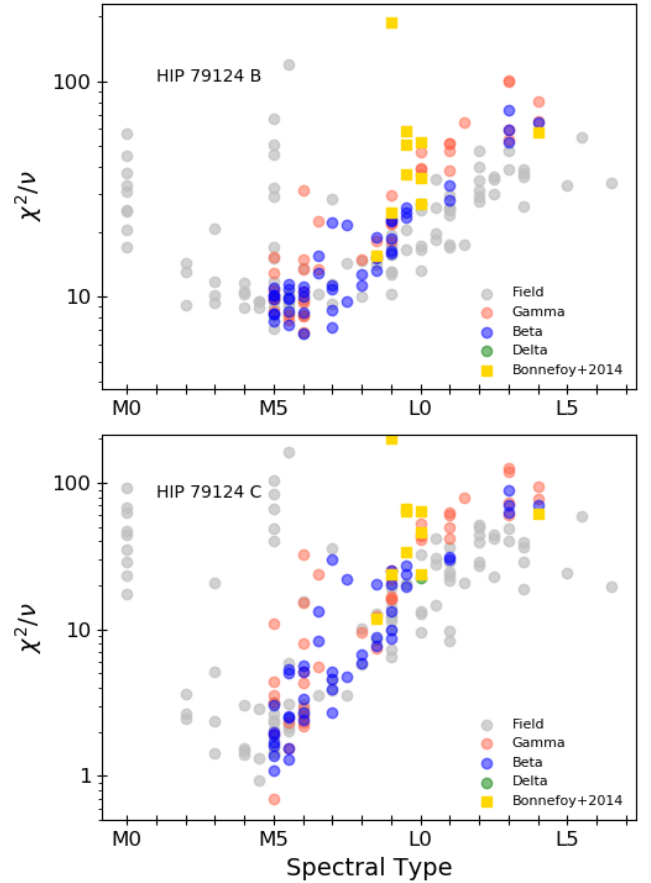 HIP 79124 B
100
10
χ²/ν
Field
Gamma
Beta
Delta
Bonnefoy+2014
M0 M5 L0 L5
HIP 79124 C
100
10
1
χ²/ν
Field
Gamma
Beta
Delta
Bonnefoy+2014
M0 M5 L0 L5
Spectral Type